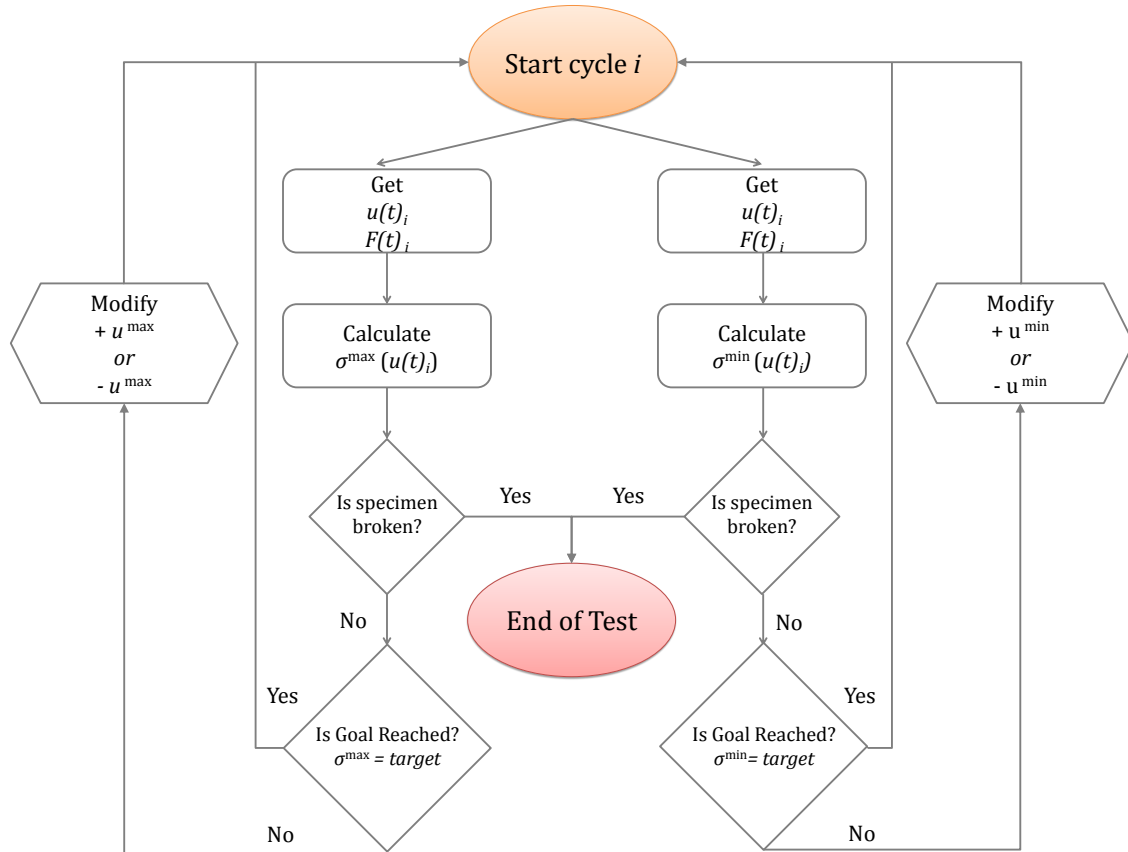 Start cycle i
Get
u(t)i
F(t)i
Get
u(t)i
F(t)i
Modify
+ u max
or
- u max
Calculate
σmax (u(t)i)
Calculate
σmin (u(t)i)
Modify
+ u min
or
- u min
Is specimen
broken?
Yes
Yes
Is specimen
broken?
End of Test
No
No
Yes
Is Goal Reached?
σmax = target
Is Goal Reached?
σmin= target
Yes
No
No